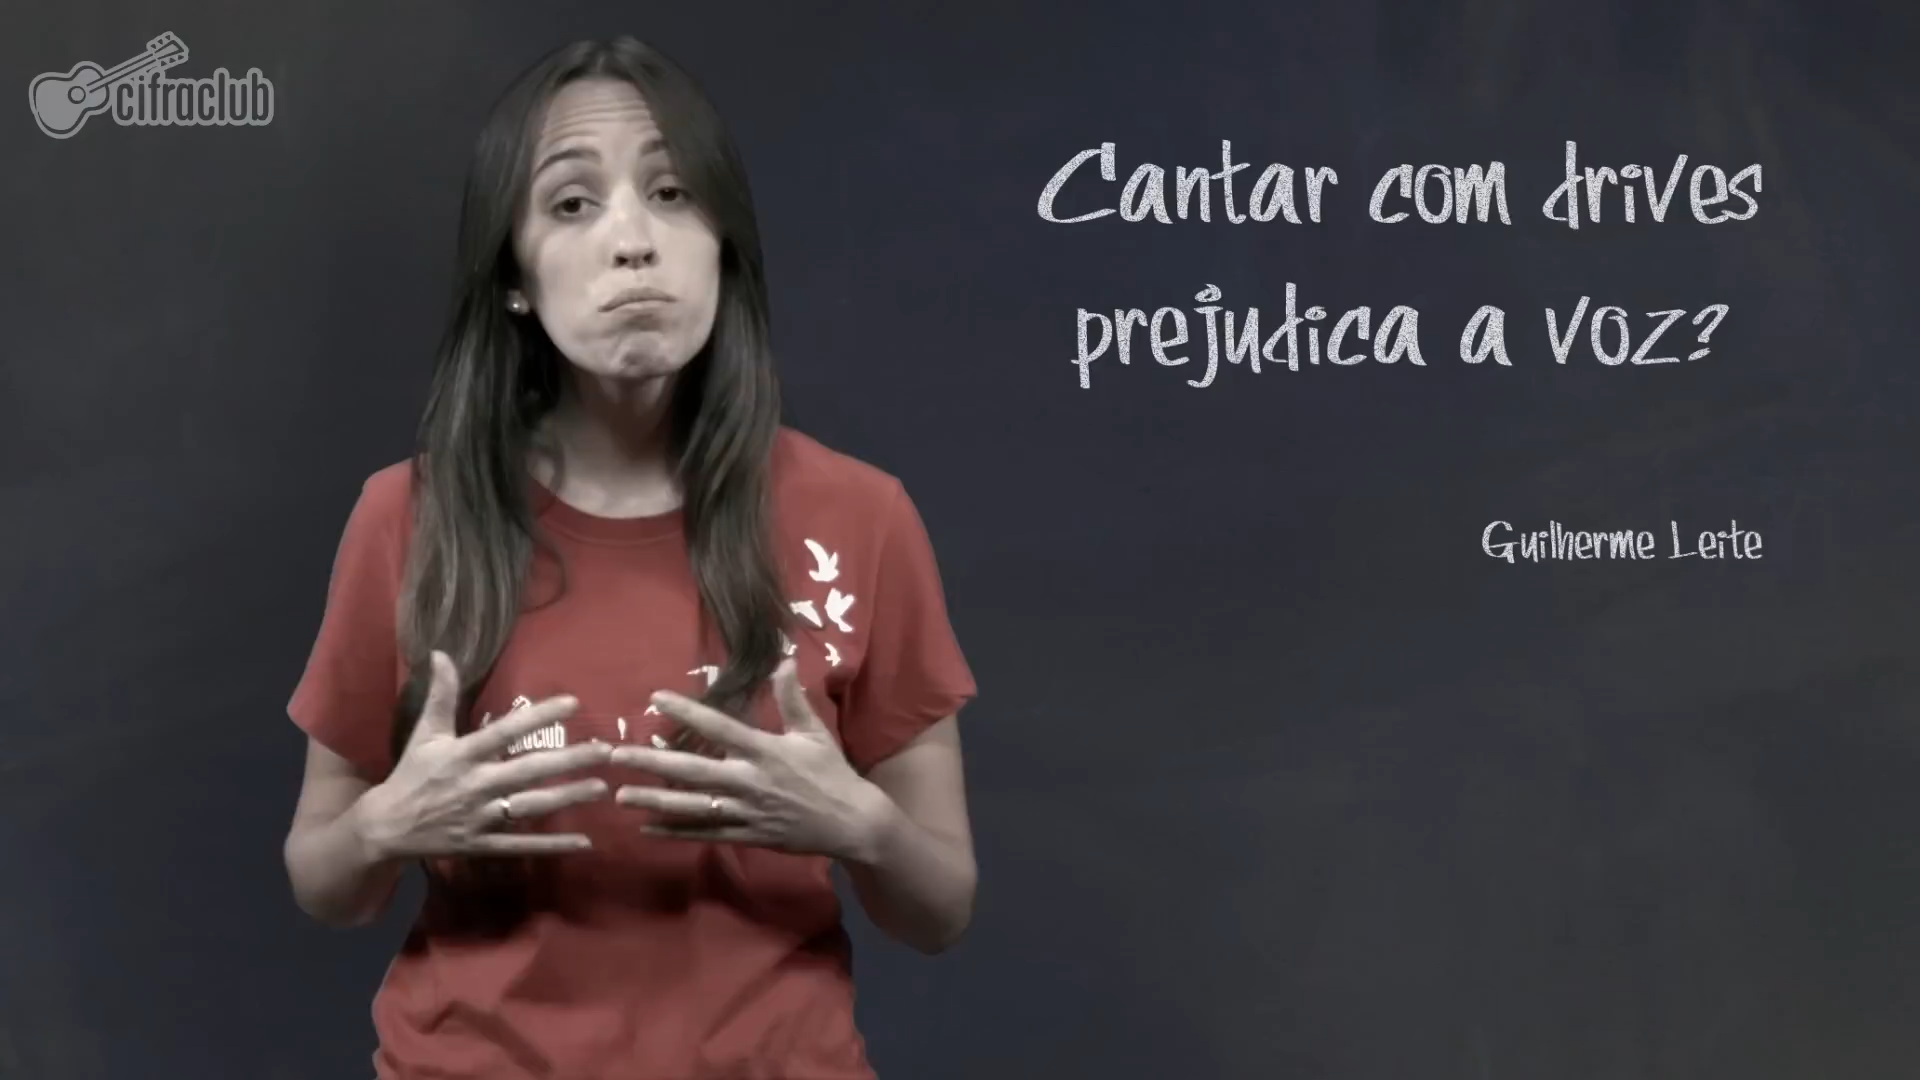 cifraclub
Cantar com drives
prejudica a voz?
Guilherme Leite